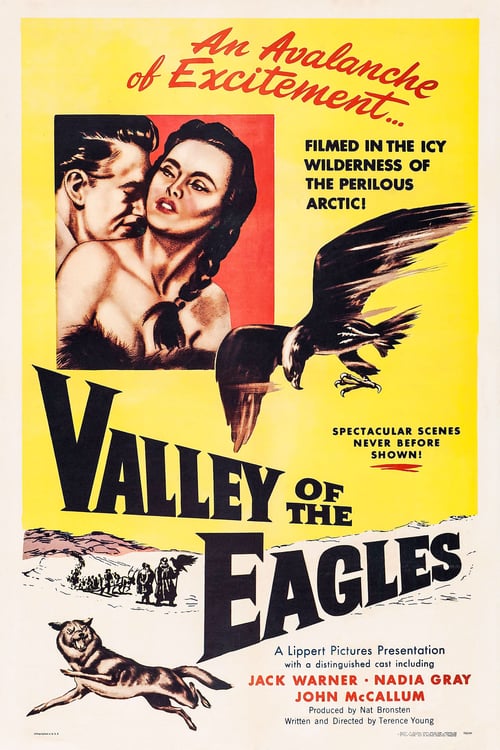 An Avalanche
of Excitement...
FILMED IN THE ICY
WILDERNESS OF
THE PERILOUS
ARCTIC!
SPECTACULAR SCENES
NEVER BEFORE
SHOWN!
VALLEY OF THE
EAGLES
A Lippert Pictures Presentation
with a distinguished cast including
JACK WARNER • NADIA GRAY
JOHN McCALLUM
Produced by Nat Bronsten
Written and Directed by Terence Young